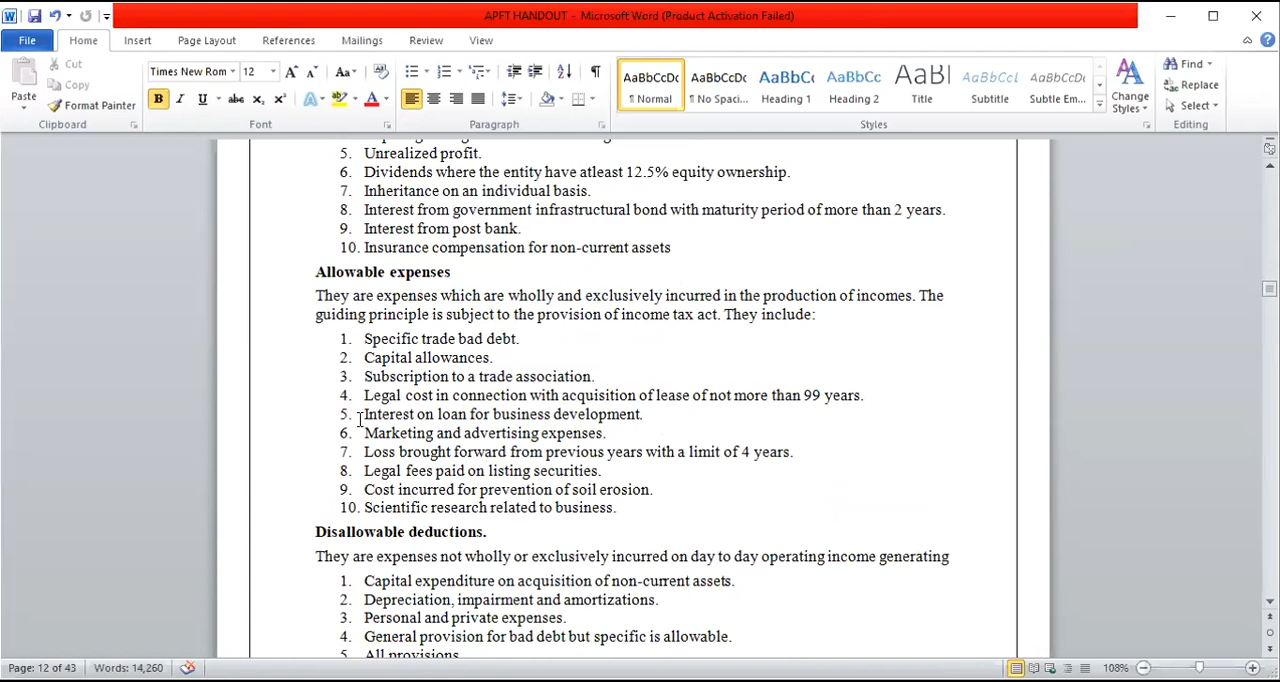 APFT HANDOUT - Microsoft Word (Product Activation Failed)
File Home Insert Page Layout References Mailings Review View
Cut
Copy
Paste
Format Painter
Clipboard
Times New Rom 12
Font
Paragraph
AaBbCcDc AaBbCcDc AaBbC AaBbCc AaBl AaBbCcl AaBbCcDc
¶ Normal ¶ No Spaci... Heading 1 Heading 2 Title Subtitle Subtle Em...
Change Styles
Styles
Find
Replace
Select
Editing
5. Unrealized profit.
6. Dividends where the entity have atleast 12.5% equity ownership.
7. Inheritance on an individual basis.
8. Interest from government infrastructural bond with maturity period of more than 2 years.
9. Interest from post bank.
10. Insurance compensation for non-current assets
Allowable expenses
They are expenses which are wholly and exclusively incurred in the production of incomes. The
guiding principle is subject to the provision of income tax act. They include:
1. Specific trade bad debt.
2. Capital allowances.
3. Subscription to a trade association.
4. Legal cost in connection with acquisition of lease of not more than 99 years.
5. Interest on loan for business development.
6. Marketing and advertising expenses.
7. Loss brought forward from previous years with a limit of 4 years.
8. Legal fees paid on listing securities.
9. Cost incurred for prevention of soil erosion.
10. Scientific research related to business.
Disallowable deductions.
They are expenses not wholly or exclusively incurred on day to day operating income generating
1. Capital expenditure on acquisition of non-current assets.
2. Depreciation, impairment and amortizations.
3. Personal and private expenses.
4. General provision for bad debt but specific is allowable.
5. All provisions
Page: 12 of 43 Words: 14,260 108%